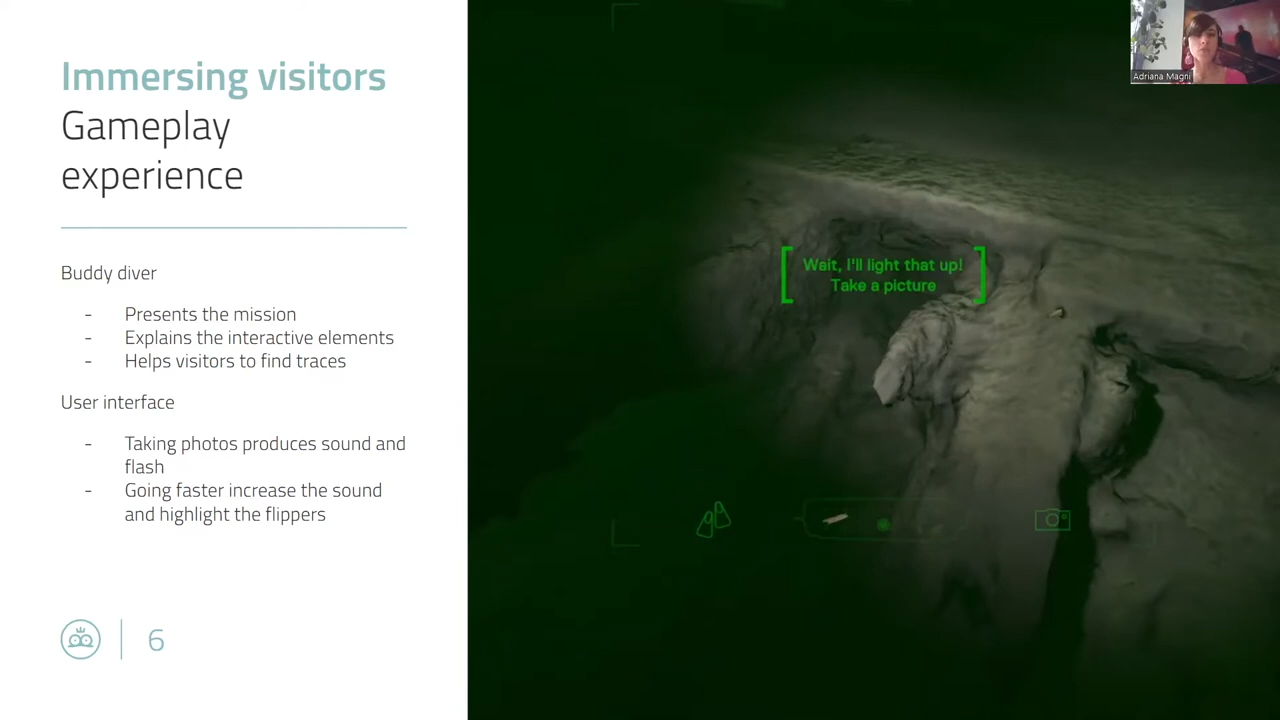 Immersing visitors
Gameplay
experience
Buddy diver
- Presents the mission
- Explains the interactive elements
- Helps visitors to find traces
User interface
- Taking photos produces sound and
flash
- Going faster increase the sound
and highlight the flippers
6
Wait, I'll light that up!
Take a picture
Adriana Magni